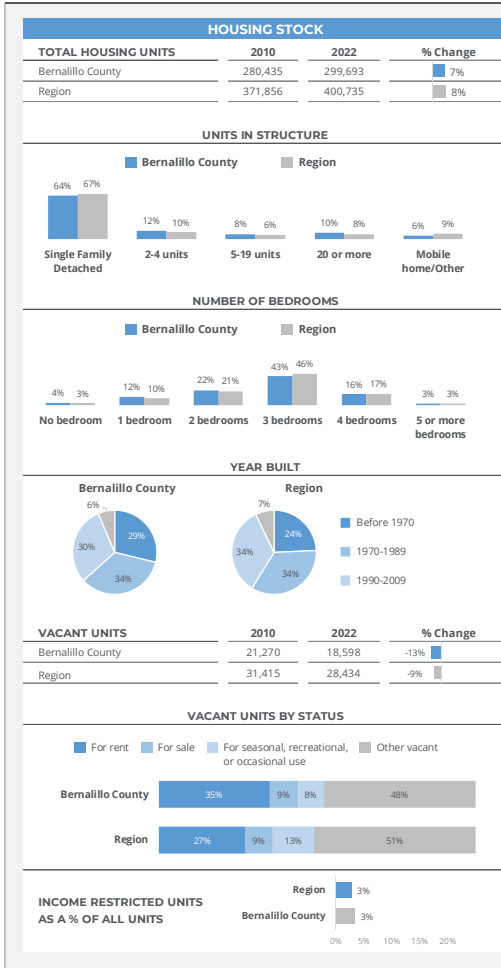 HOUSING STOCK
TOTAL HOUSING UNITS 2010 2022 % Change
Bernalillo County 280,435 299,693 7%
Region 371,856 400,735 8%
UNITS IN STRUCTURE
Bernalillo County Region
64% 67% 12% 10% 8% 6% 10% 8% 6% 9%
Single Family 2-4 units 5-19 units 20 or more Mobile
Detached home/Other
NUMBER OF BEDROOMS
Bernalillo County Region
4% 3% 12% 10% 22% 21% 43% 46% 16% 17% 3% 3%
No bedroom 1 bedroom 2 bedrooms 3 bedrooms 4 bedrooms 5 or more
bedrooms
YEAR BUILT
Bernalillo County Region
6% 29% 34% 30%
7% 24% 34% 34%
Before 1970
1970-1989
1990-2009
VACANT UNITS 2010 2022 % Change
Bernalillo County 21,270 18,598 -13%
Region 31,415 28,434 -9%
VACANT UNITS BY STATUS
For rent For sale For seasonal, recreational, Other vacant
or occasional use
Bernalillo County 35% 9% 8% 48%
Region 27% 9% 13% 51%
Region 3%
INCOME RESTRICTED UNITS
AS A % OF ALL UNITS
Bernalillo County 3%
0% 5% 10% 15% 20%